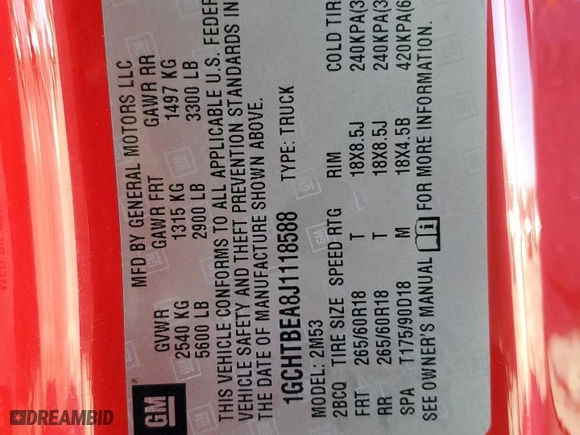 GM
MFD BY GENERAL MOTORS LLC
GVWR GAWR FRT GAWR RR
2540 KG 1315 KG 1497 KG
5600 LB 2900 LB 3300 LB
THIS VEHICLE CONFORMS TO ALL APPLICABLE U.S. FEDER
VEHICLE SAFETY AND THEFT PREVENTION STANDARDS IN
THE DATE OF MANUFACTURE SHOWN ABOVE.
1GCHTBEA8J1118588 TYPE: TRUCK
MODEL: 2M53
2BCQ TIRE SIZE SPEED RTG RIM COLD TIR
FRT 265/60R18 T 18X8.5J 240KPA(3
RR 265/60R18 T 18X8.5J 240KPA(3
SPA T175/90D18 M 18X4.5B 420KPA(6
SEE OWNER'S MANUAL i FOR MORE INFORMATION.
DREAMBID